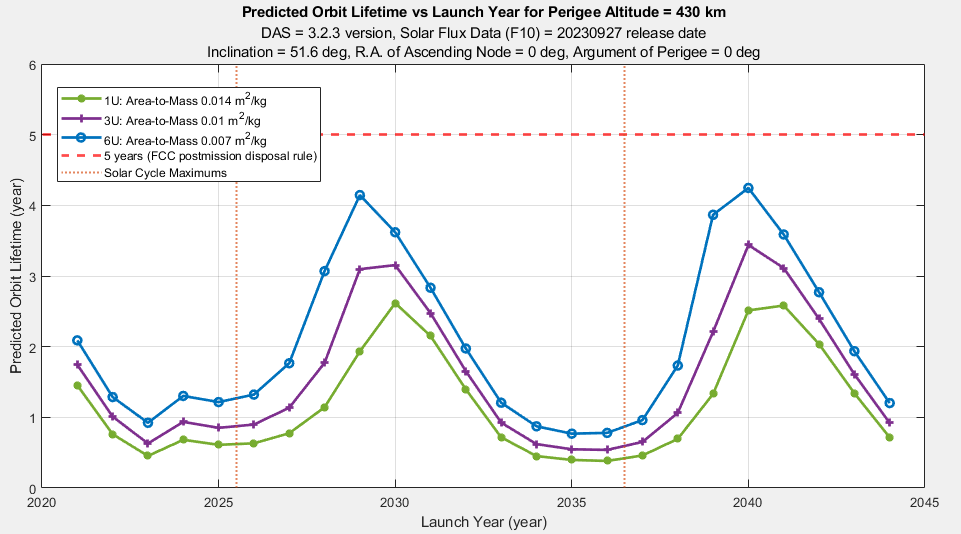 Predicted Orbit Lifetime vs Launch Year for Perigee Altitude = 430 km
DAS = 3.2.3 version, Solar Flux Data (F10) = 20230927 release date
Inclination = 51.6 deg, R.A. of Ascending Node = 0 deg, Argument of Perigee = 0 deg
Predicted Orbit Lifetime (year)
6
5
4
3
2
1
0
1U: Area-to-Mass 0.014 m²/kg
3U: Area-to-Mass 0.01 m²/kg
6U: Area-to-Mass 0.007 m²/kg
5 years (FCC postmission disposal rule)
Solar Cycle Maximums
2020 2025 2030 2035 2040 2045
Launch Year (year)